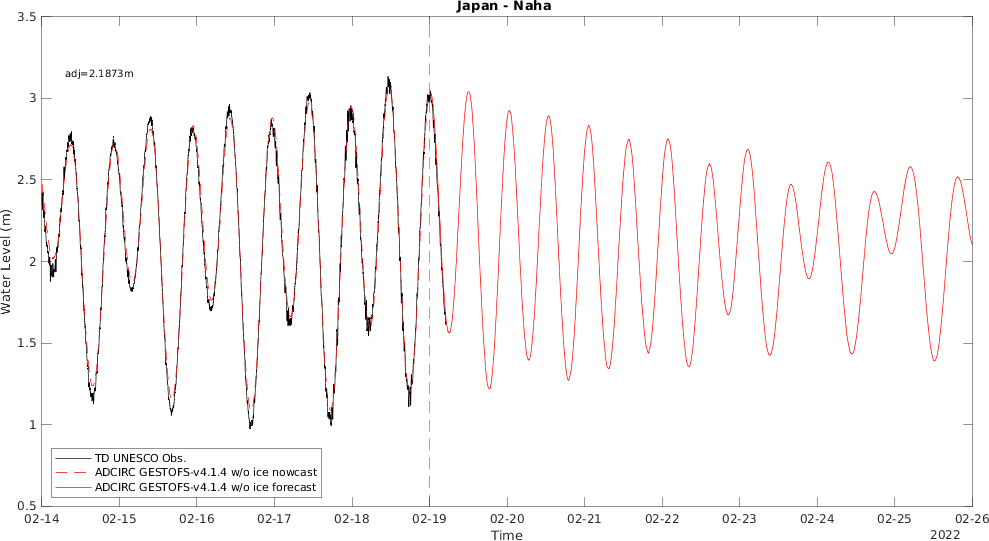 Japan - Naha
3.5
3
2.5
2
1.5
1
0.5
Water Level (m)
adj=2.1873m
TD UNESCO Obs.
ADCIRC GESTOFS-v4.1.4 w/o ice nowcast
ADCIRC GESTOFS-v4.1.4 w/o ice forecast
02-14 02-15 02-16 02-17 02-18 02-19 02-20 02-21 02-22 02-23 02-24 02-25 02-26
Time
2022